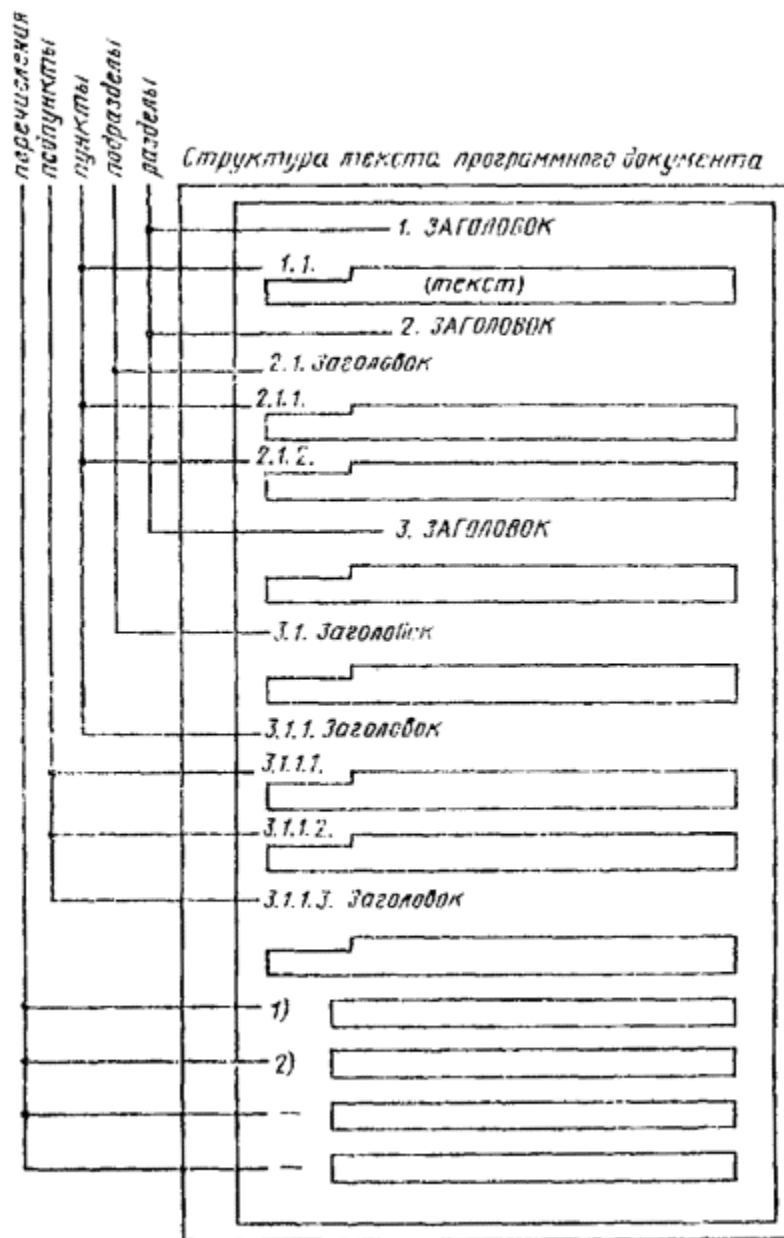 перечисления
подпункты
пункты
подразделы
разделы
Структура текста программного документа
1. ЗАГОЛОВОК
1.1.
(текст)
2. ЗАГОЛОВОК
2.1. Заголовок
2.1.1.
2.1.2.
3. ЗАГОЛОВОК
3.1. Заголовок
3.1.1. Заголовок
3.1.1.1.
3.1.1.2.
3.1.1.3. Заголовок
1)
2)
—
—